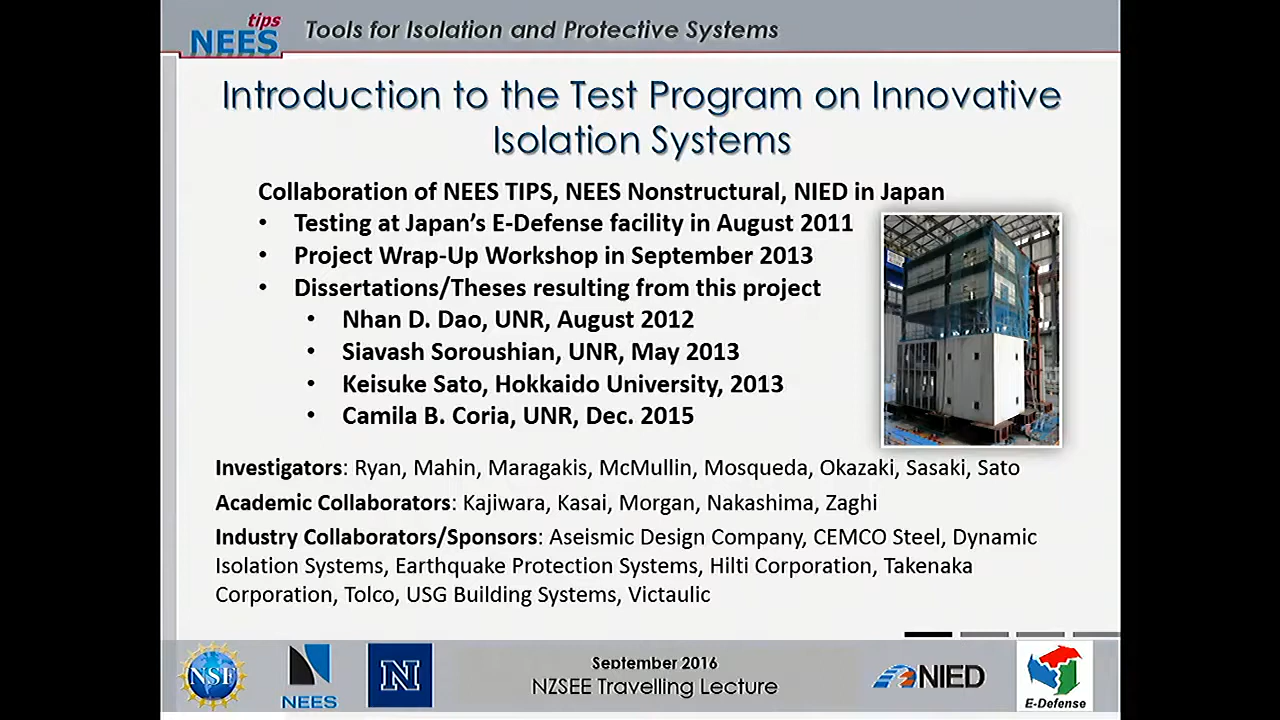 tips
NEES
Tools for Isolation and Protective Systems
Introduction to the Test Program on Innovative
Isolation Systems
Collaboration of NEES TIPS, NEES Nonstructural, NIED in Japan
• Testing at Japan's E-Defense facility in August 2011
• Project Wrap-Up Workshop in September 2013
• Dissertations/Theses resulting from this project
• Nhan D. Dao, UNR, August 2012
• Siavash Soroushian, UNR, May 2013
• Keisuke Sato, Hokkaido University, 2013
• Camila B. Coria, UNR, Dec. 2015
Investigators: Ryan, Mahin, Maragakis, McMullin, Mosqueda, Okazaki, Sasaki, Sato
Academic Collaborators: Kajiwara, Kasai, Morgan, Nakashima, Zaghi
Industry Collaborators/Sponsors: Aseismic Design Company, CEMCO Steel, Dynamic
Isolation Systems, Earthquake Protection Systems, Hilti Corporation, Takenaka
Corporation, Tolco, USG Building Systems, Victaulic
NSF
NEES
N
September 2016
NZSEE Travelling Lecture
NIED
E-Defense